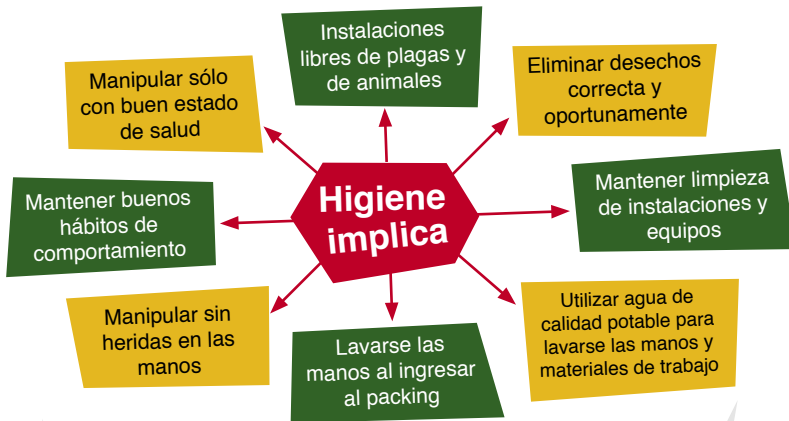 Instalaciones
libres de plagas y
de animales
Manipular sólo
con buen estado
de salud
Eliminar desechos
correcta y
oportunamente
Mantener buenos
hábitos de
comportamiento
Higiene
implica
Mantener limpieza
de instalaciones y
equipos
Manipular sin
heridas en las
manos
Lavarse las
manos al ingresar
al packing
Utilizar agua de
calidad potable para
lavarse las manos y
materiales de trabajo